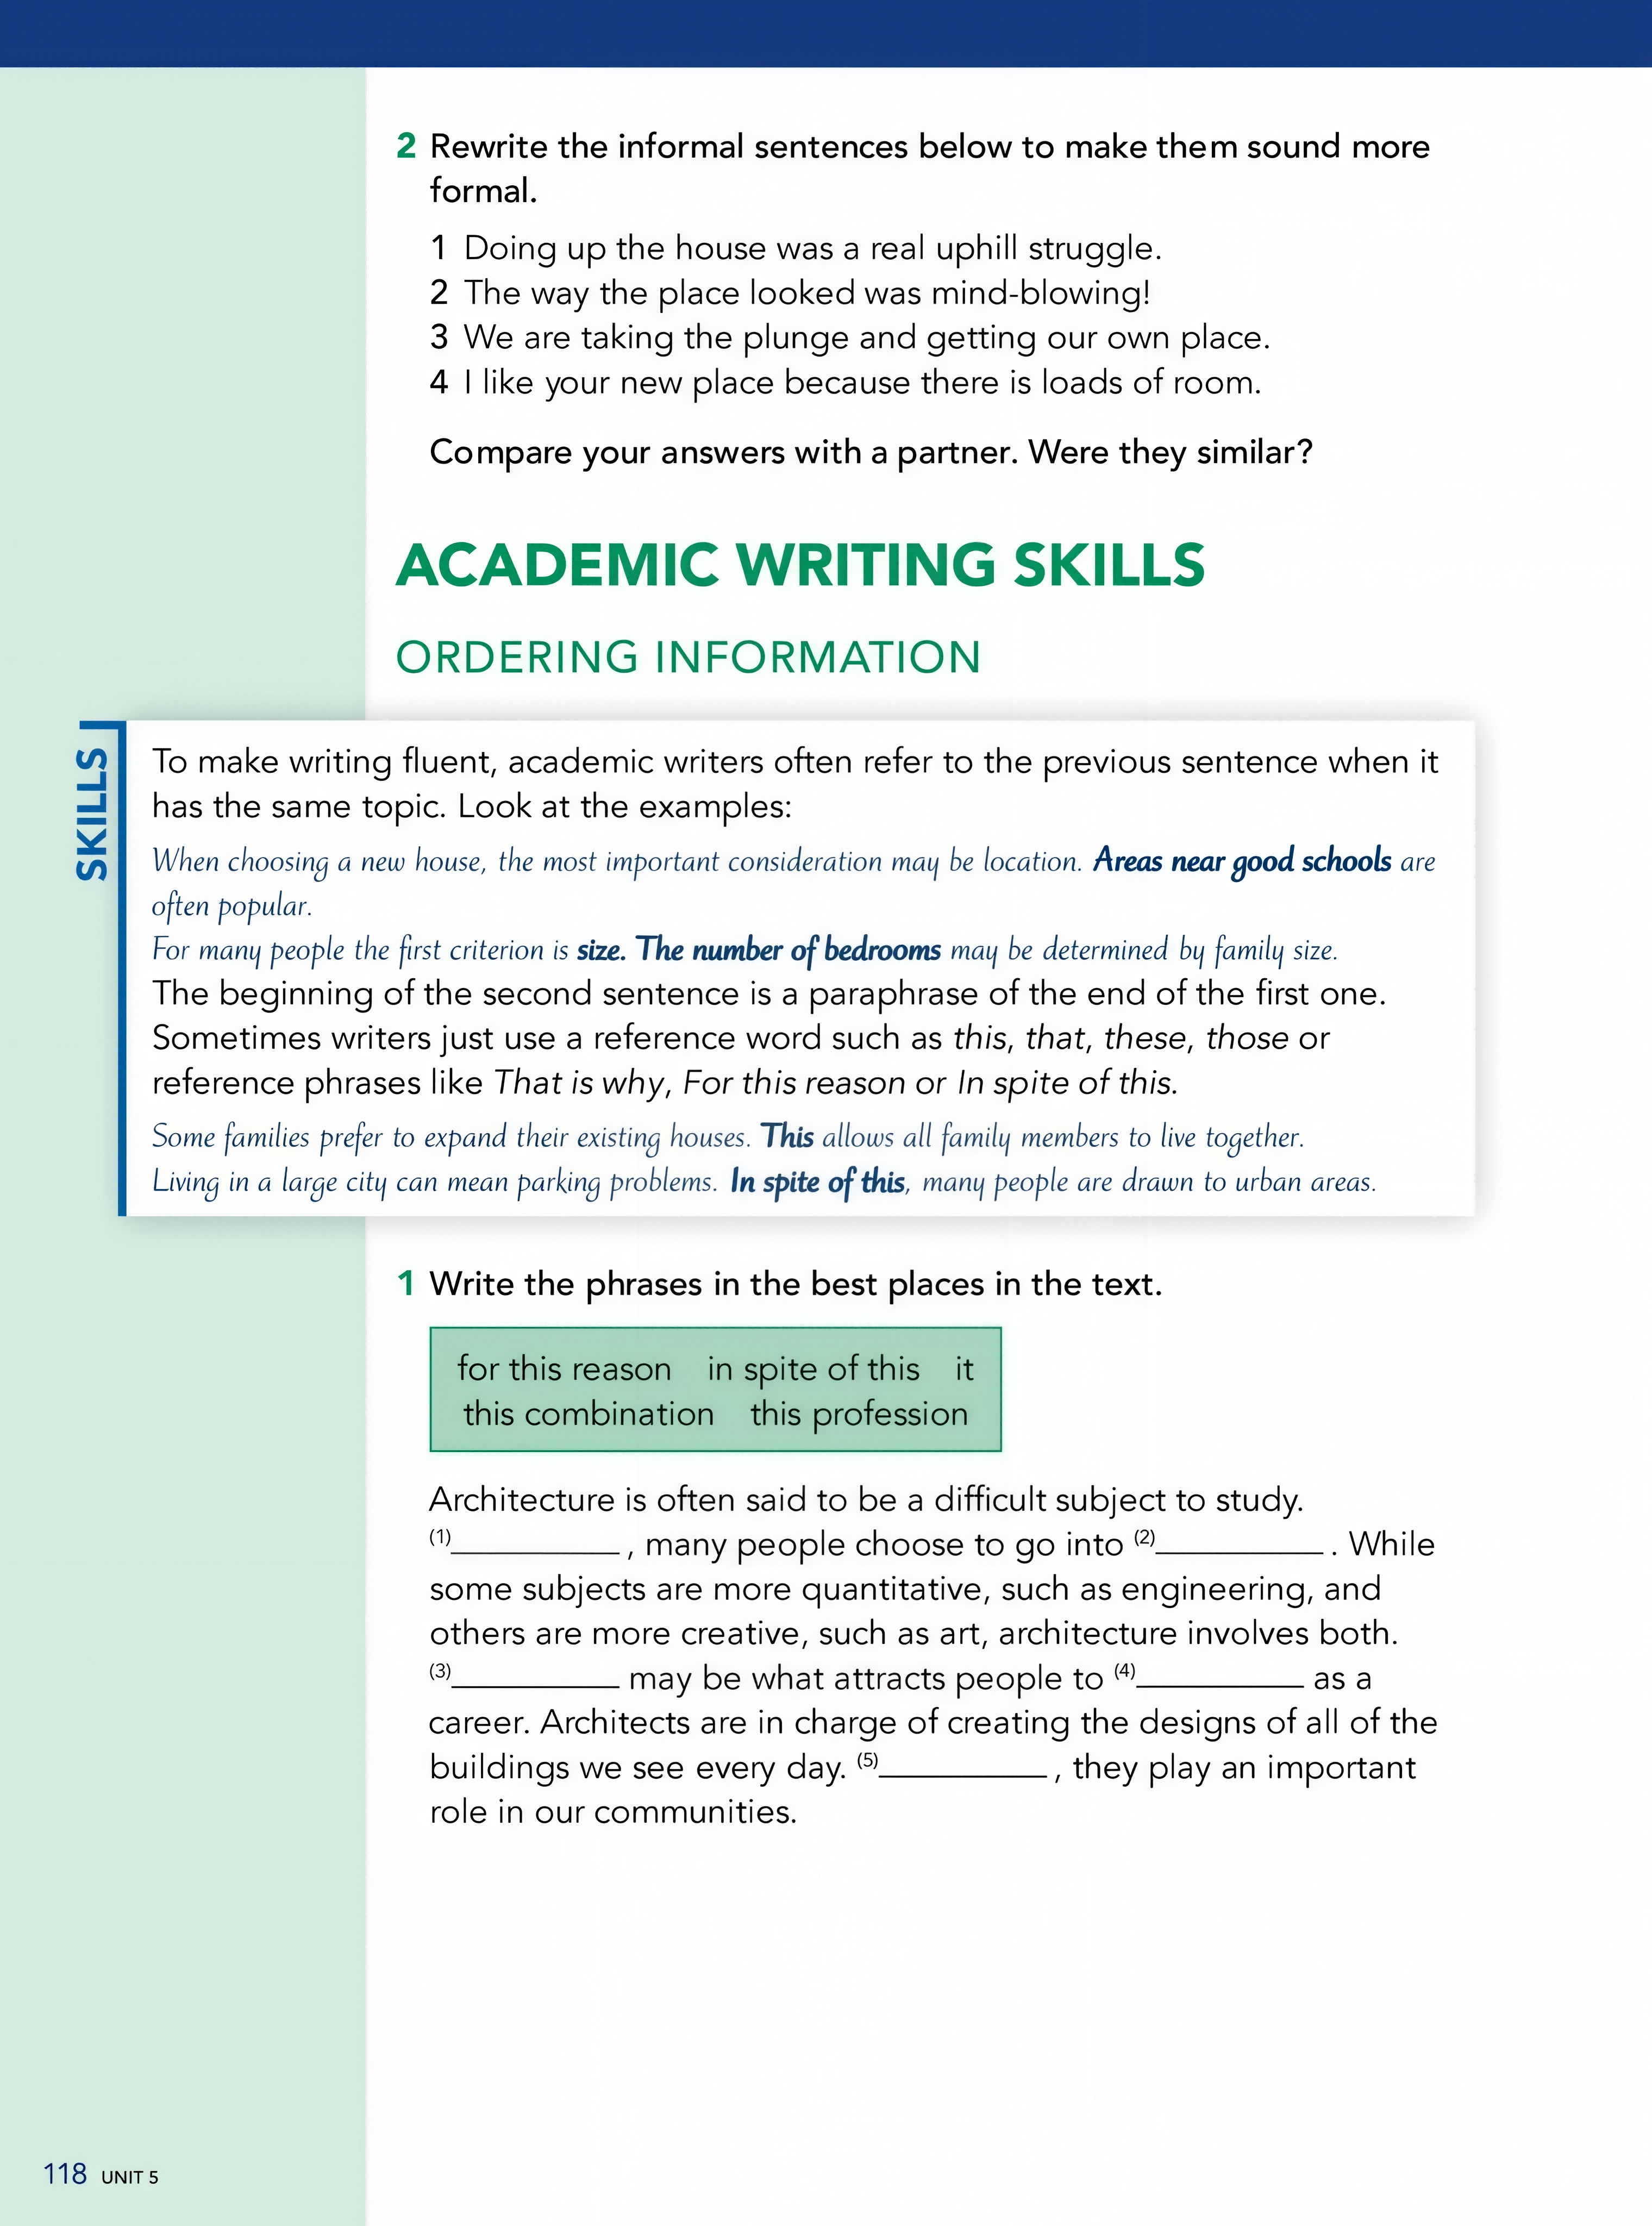 2 Rewrite the informal sentences below to make them sound more
formal.
1 Doing up the house was a real uphill struggle.
2 The way the place looked was mind-blowing!
3 We are taking the plunge and getting our own place.
4 I like your new place because there is loads of room.
Compare your answers with a partner. Were they similar?
ACADEMIC WRITING SKILLS
ORDERING INFORMATION
SKILLS
To make writing fluent, academic writers often refer to the previous sentence when it
has the same topic. Look at the examples:
When choosing a new house, the most important consideration may be location. Areas near good schools are
often popular.
For many people the first criterion is size. The number of bedrooms may be determined by family size.
The beginning of the second sentence is a paraphrase of the end of the first one.
Sometimes writers just use a reference word such as this, that, these, those or
reference phrases like That is why, For this reason or In spite of this.
Some families prefer to expand their existing houses. This allows all family members to live together.
Living in a large city can mean parking problems. In spite of this, many people are drawn to urban areas.
1 Write the phrases in the best places in the text.
for this reason in spite of this it
this combination this profession
Architecture is often said to be a difficult subject to study.
(1)__________ , many people choose to go into (2)__________ . While
some subjects are more quantitative, such as engineering, and
others are more creative, such as art, architecture involves both.
(3)__________ may be what attracts people to (4)__________ as a
career. Architects are in charge of creating the designs of all of the
buildings we see every day. (5)__________ , they play an important
role in our communities.
118 UNIT 5